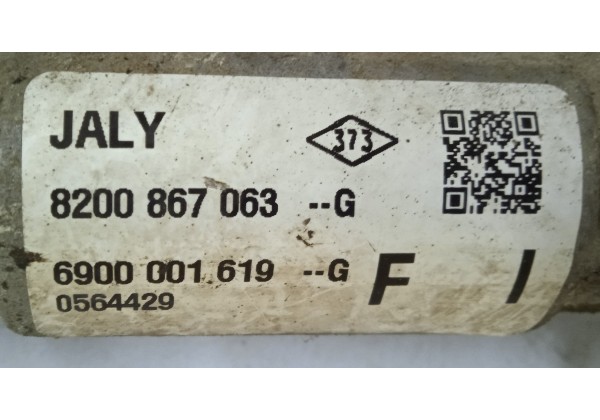 JALY
373
8200 867 063 --G
6900 001 619 --G F /
0564429